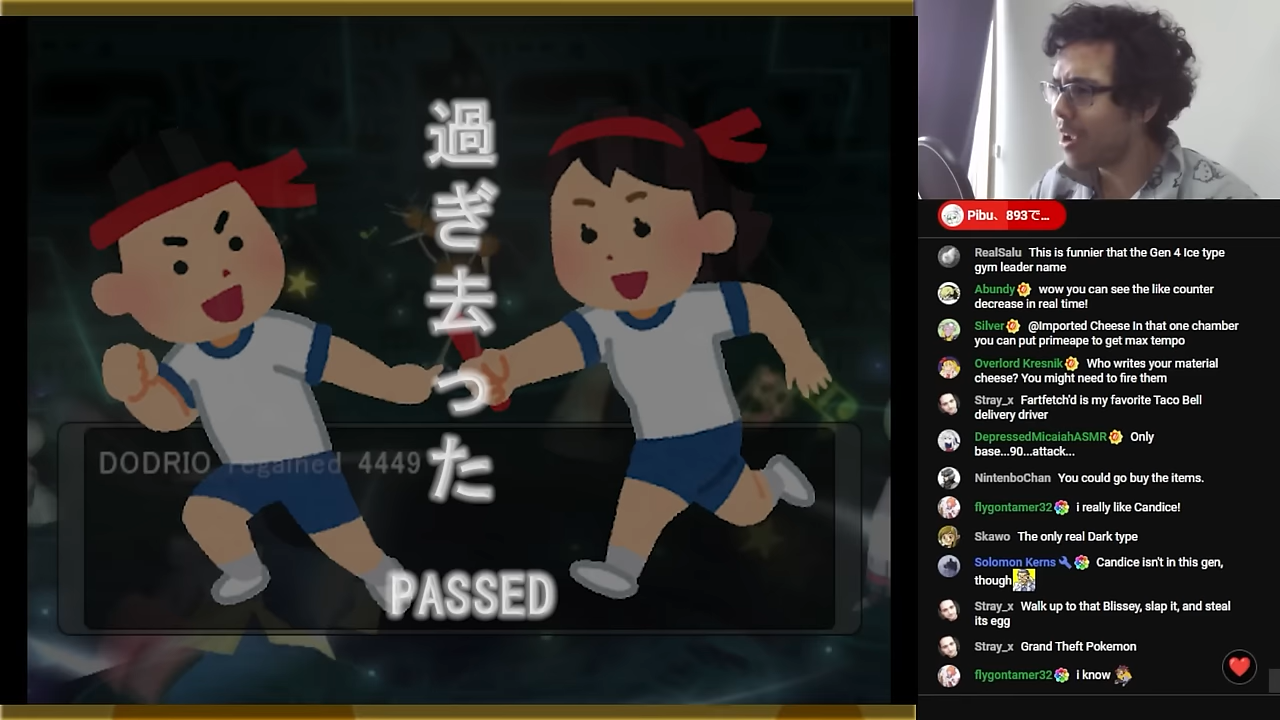 過ぎ去った
DODRIO regained 4449
PASSED
Pibu、893で...
RealSalu This is funnier that the Gen 4 Ice type
gym leader name
Abundy wow you can see the like counter
decrease in real time!
Silver @Imported Cheese In that one chamber
you can put primeape to get max tempo
Overlord Kresnik Who writes your material
cheese? You might need to fire them
Stray_x Fartfetch'd is my favorite Taco Bell
delivery driver
DepressedMicaiahASMR Only
base...90...attack...
NintenboChan You could go buy the items.
flygontamer32 i really like Candice!
Skawo The only real Dark type
Solomon Kerns Candice isn't in this gen,
though
Stray_x Walk up to that Blissey, slap it, and steal
its egg
Stray_x Grand Theft Pokemon
flygontamer32 i know